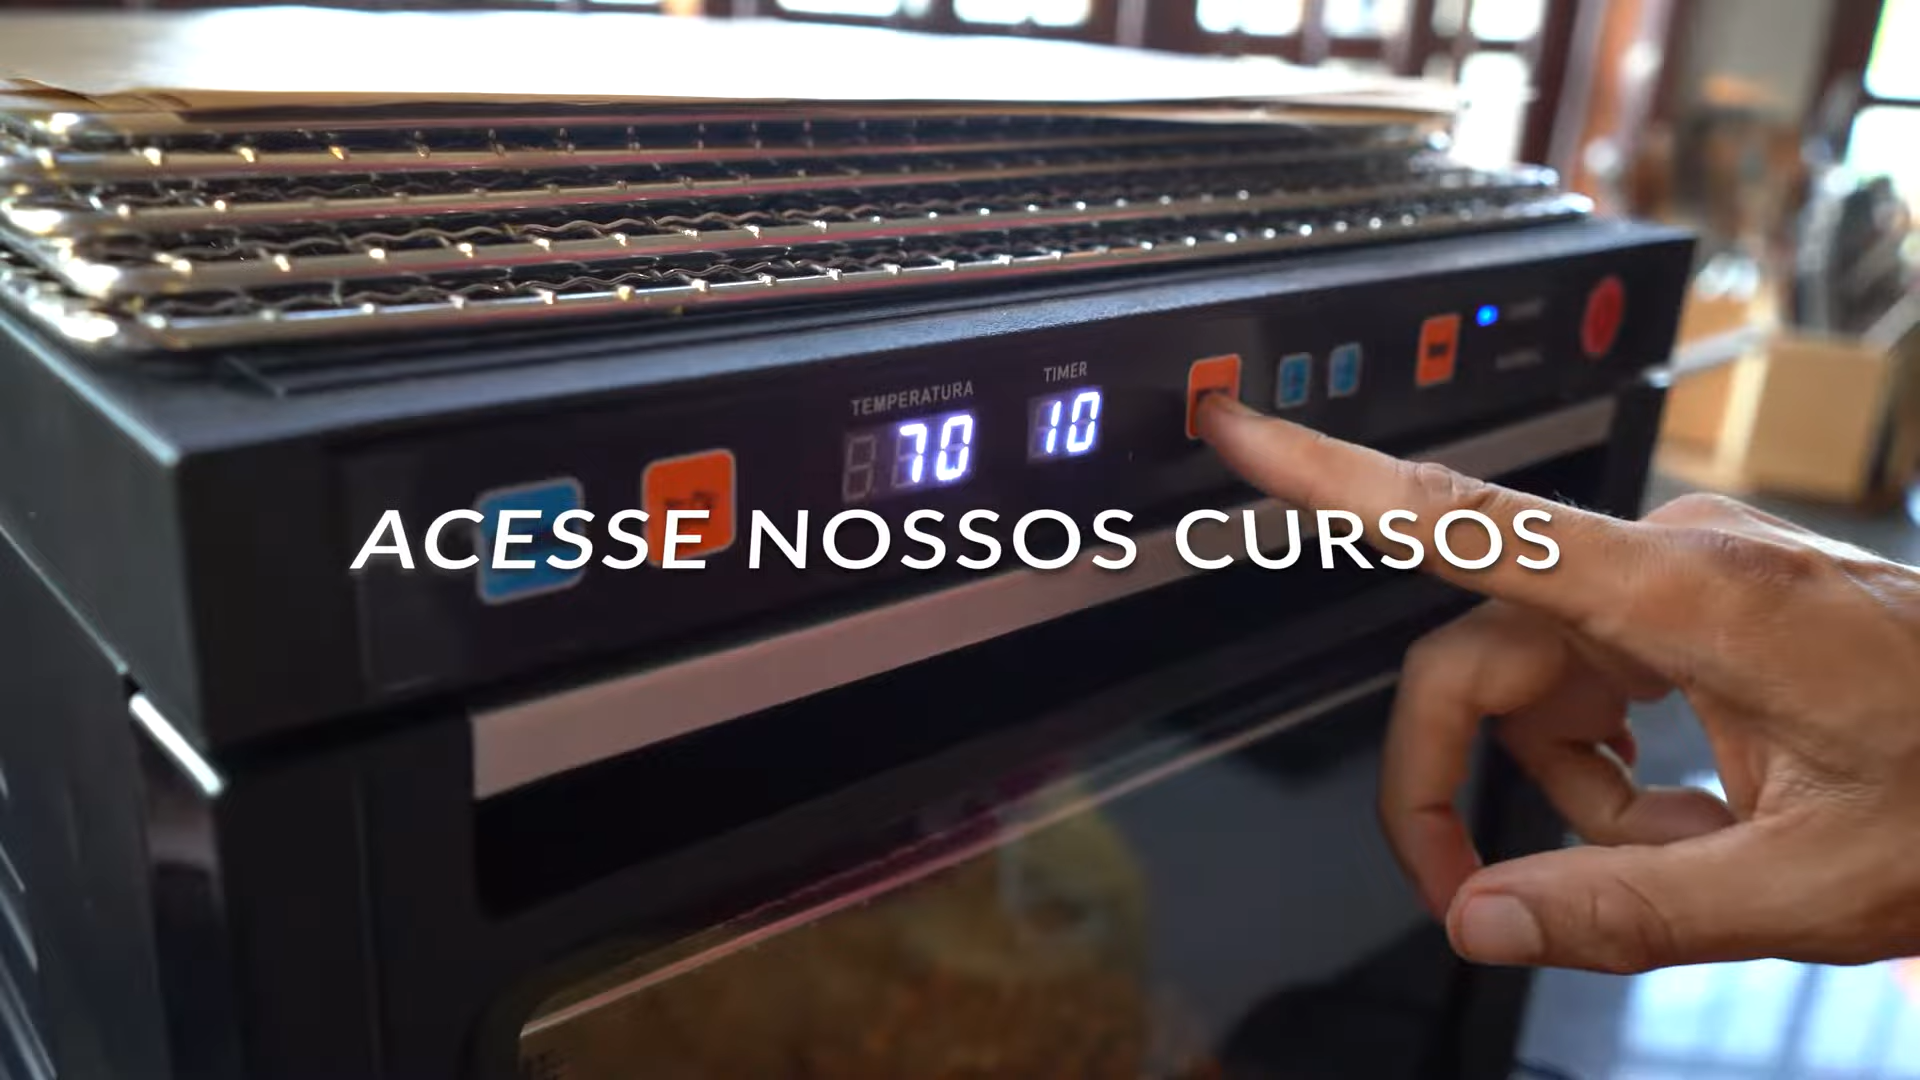 TIMER
TEMPERATURA
70
10
ACESSE NOSSOS CURSOS